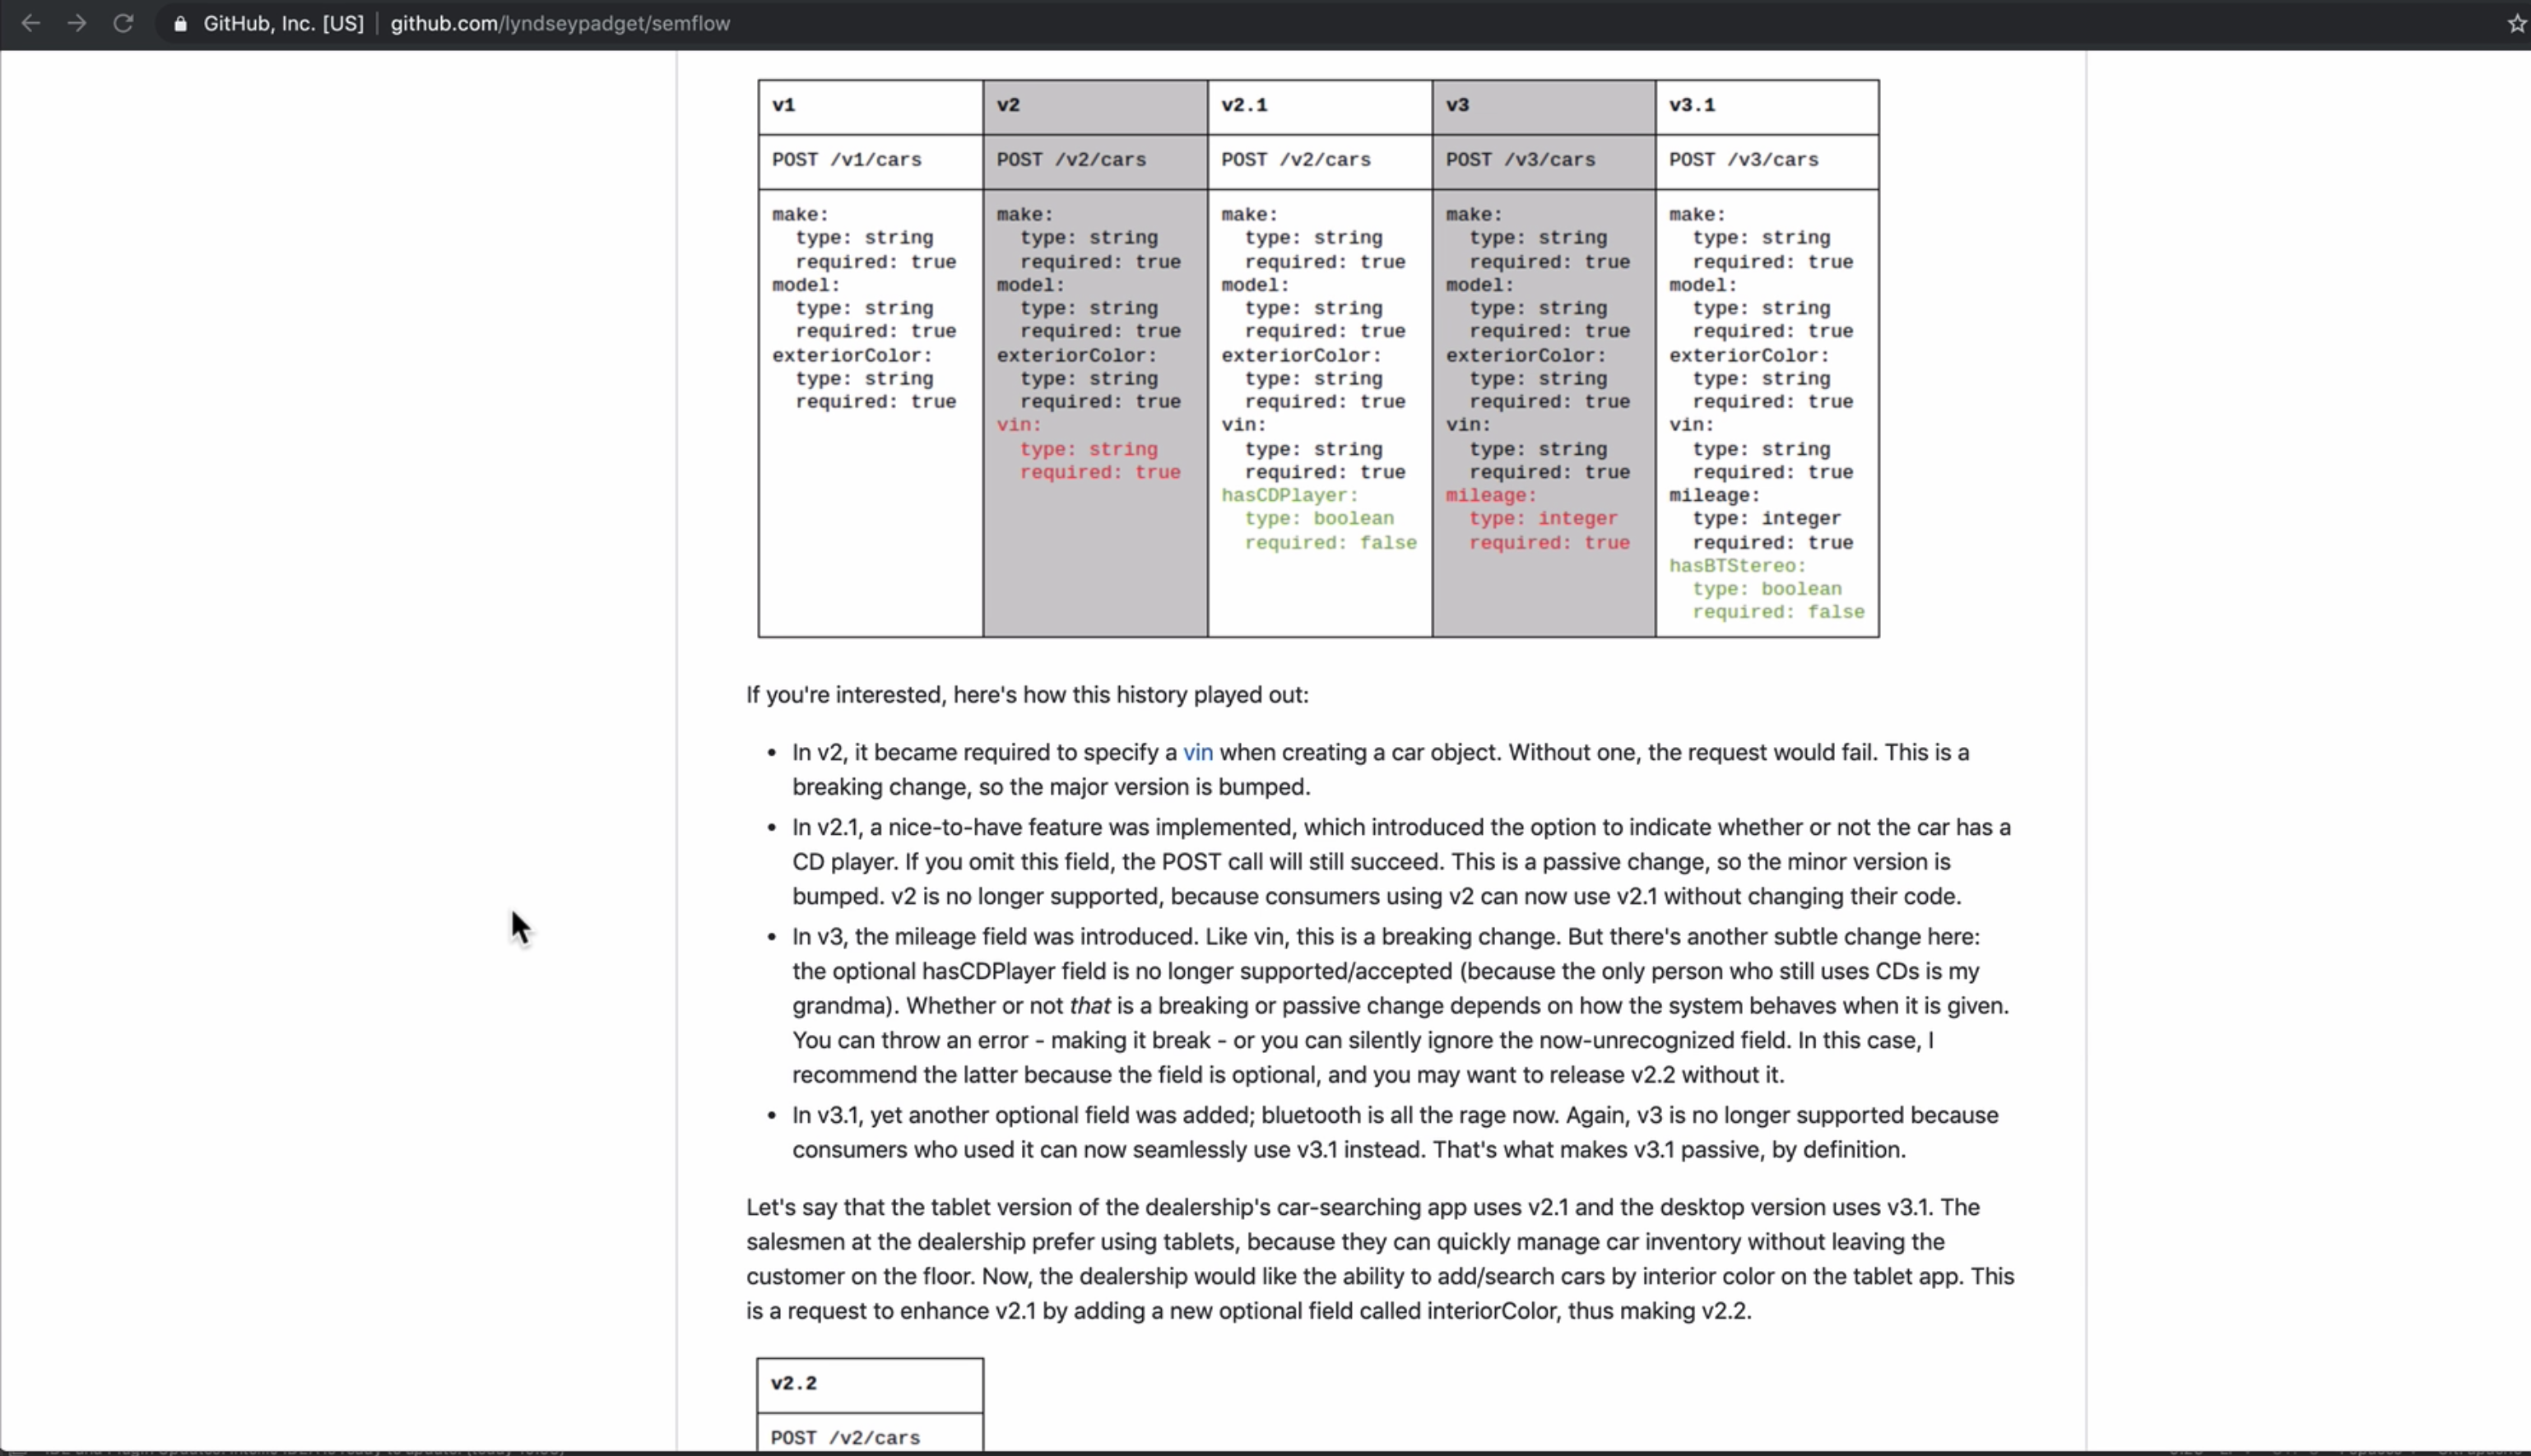 GitHub, Inc. [US] | github.com/lyndseypadget/semflow
v1 v2 v2.1 v3 v3.1
POST /v1/cars POST /v2/cars POST /v2/cars POST /v3/cars POST /v3/cars
make: make: make: make: make:
type: string type: string type: string type: string type: string
required: true required: true required: true required: true required: true
model: model: model: model: model:
type: string type: string type: string type: string type: string
required: true required: true required: true required: true required: true
exteriorColor: exteriorColor: exteriorColor: exteriorColor: exteriorColor:
type: string type: string type: string type: string type: string
required: true required: true required: true required: true required: true
vin: vin: vin: vin:
type: string type: string type: string type: string
required: true required: true required: true required: true
hasCDPlayer: mileage: mileage:
type: boolean type: integer type: integer
required: false required: true required: true
hasBTStereo:
type: boolean
required: false
If you're interested, here's how this history played out:
• In v2, it became required to specify a vin when creating a car object. Without one, the request would fail. This is a
breaking change, so the major version is bumped.
• In v2.1, a nice-to-have feature was implemented, which introduced the option to indicate whether or not the car has a
CD player. If you omit this field, the POST call will still succeed. This is a passive change, so the minor version is
bumped. v2 is no longer supported, because consumers using v2 can now use v2.1 without changing their code.
• In v3, the mileage field was introduced. Like vin, this is a breaking change. But there's another subtle change here:
the optional hasCDPlayer field is no longer supported/accepted (because the only person who still uses CDs is my
grandma). Whether or not that is a breaking or passive change depends on how the system behaves when it is given.
You can throw an error - making it break - or you can silently ignore the now-unrecognized field. In this case, I
recommend the latter because the field is optional, and you may want to release v2.2 without it.
• In v3.1, yet another optional field was added; bluetooth is all the rage now. Again, v3 is no longer supported because
consumers who used it can now seamlessly use v3.1 instead. That's what makes v3.1 passive, by definition.
Let's say that the tablet version of the dealership's car-searching app uses v2.1 and the desktop version uses v3.1. The
salesmen at the dealership prefer using tablets, because they can quickly manage car inventory without leaving the
customer on the floor. Now, the dealership would like the ability to add/search cars by interior color on the tablet app. This
is a request to enhance v2.1 by adding a new optional field called interiorColor, thus making v2.2.
v2.2
POST /v2/cars